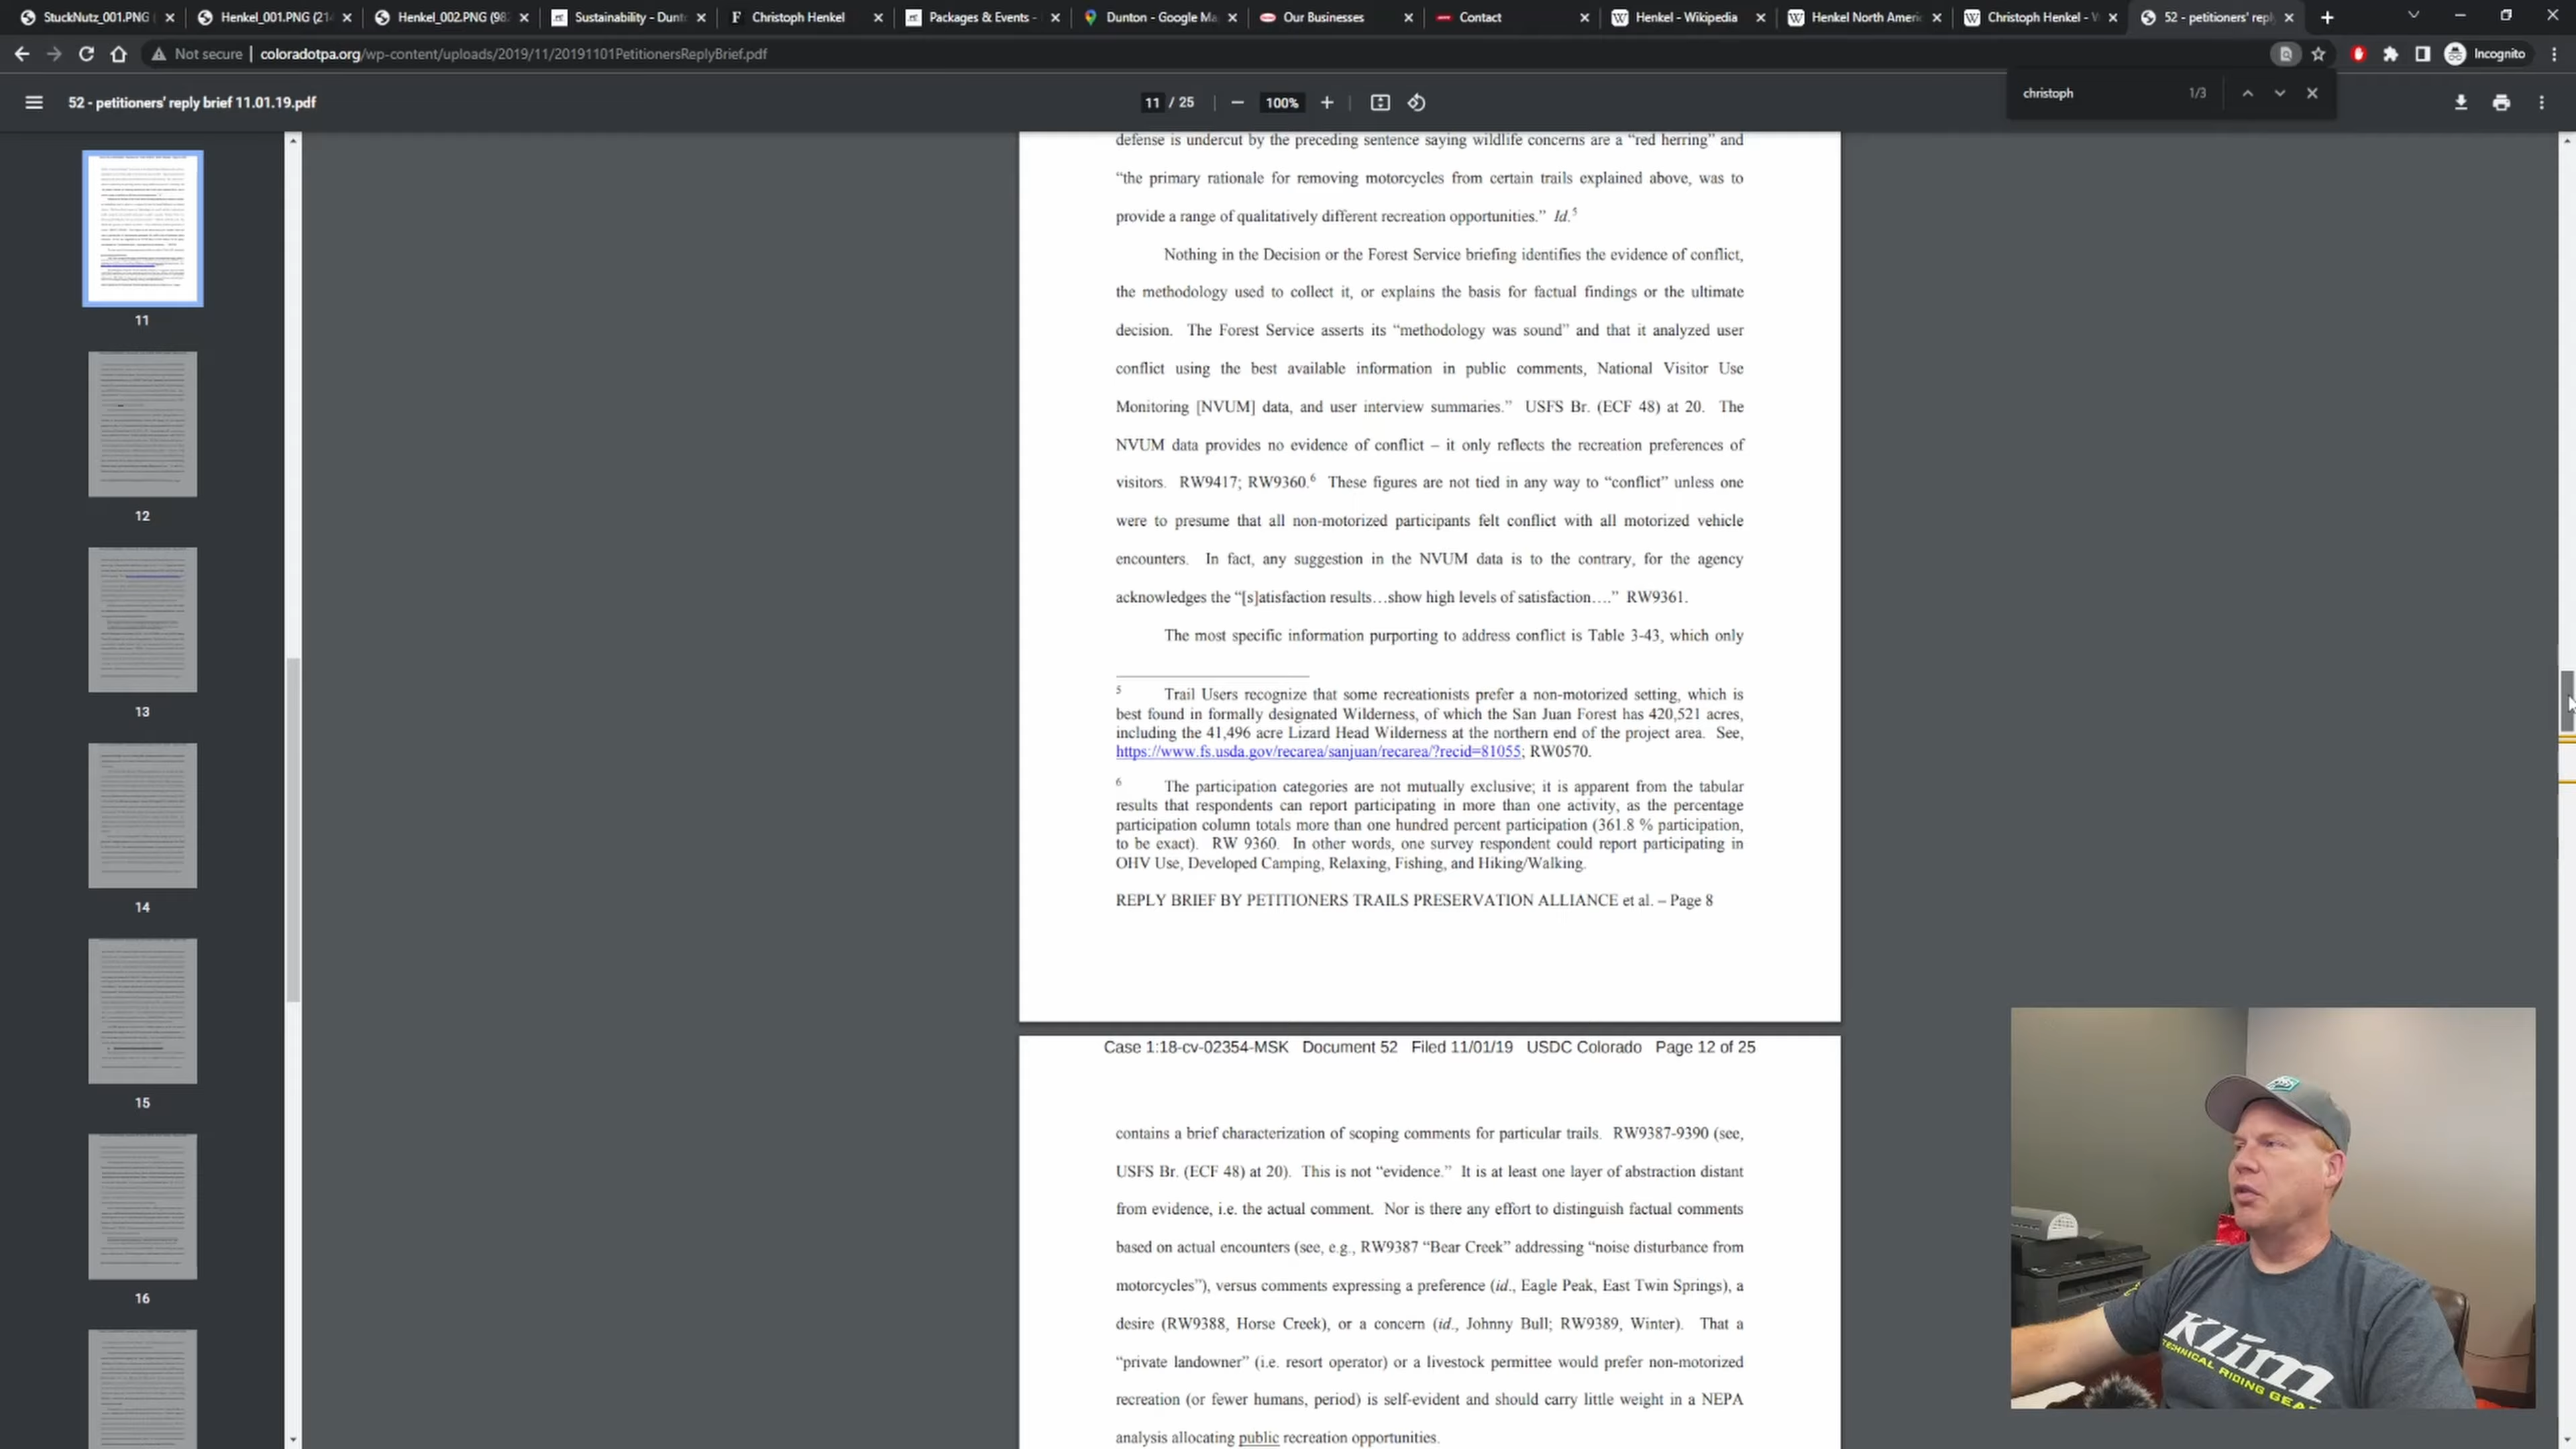 StuckNutz_001.PNG
Henkel_001.PNG (21
Henkel_002.PNG (98
Sustainability - Dunt
Christoph Henkel
Packages & Events -
Dunton - Google Ma
Our Businesses
Contact
Henkel - Wikipedia
Henkel North Ameri
Christoph Henkel - W
52 - petitioners' repl
Not secure | coloradotpa.org/wp-content/uploads/2019/11/20191101PetitionersReplyBrief.pdf
Incognito
52 - petitioners' reply brief 11.01.19.pdf
11 / 25
100%
christoph
1/3
11
12
13
14
15
16
defense is undercut by the preceding sentence saying wildlife concerns are a “red herring” and
“the primary rationale for removing motorcycles from certain trails explained above, was to
provide a range of qualitatively different recreation opportunities.” Id.5
Nothing in the Decision or the Forest Service briefing identifies the evidence of conflict,
the methodology used to collect it, or explains the basis for factual findings or the ultimate
decision. The Forest Service asserts its “methodology was sound” and that it analyzed user
conflict using the best available information in public comments, National Visitor Use
Monitoring [NVUM] data, and user interview summaries.” USFS Br. (ECF 48) at 20. The
NVUM data provides no evidence of conflict – it only reflects the recreation preferences of
visitors. RW9417; RW9360.6 These figures are not tied in any way to “conflict” unless one
were to presume that all non-motorized participants felt conflict with all motorized vehicle
encounters. In fact, any suggestion in the NVUM data is to the contrary, for the agency
acknowledges the “[s]atisfaction results…show high levels of satisfaction….” RW9361.
The most specific information purporting to address conflict is Table 3-43, which only
5 Trail Users recognize that some recreationists prefer a non-motorized setting, which is
best found in formally designated Wilderness, of which the San Juan Forest has 420,521 acres,
including the 41,496 acre Lizard Head Wilderness at the northern end of the project area. See,
https://www.fs.usda.gov/recarea/sanjuan/recarea/?recid=81055; RW0570.
6 The participation categories are not mutually exclusive; it is apparent from the tabular
results that respondents can report participating in more than one activity, as the percentage
participation column totals more than one hundred percent participation (361.8 % participation,
to be exact). RW 9360. In other words, one survey respondent could report participating in
OHV Use, Developed Camping, Relaxing, Fishing, and Hiking/Walking.
REPLY BRIEF BY PETITIONERS TRAILS PRESERVATION ALLIANCE et al. – Page 8
Case 1:18-cv-02354-MSK Document 52 Filed 11/01/19 USDC Colorado Page 12 of 25
contains a brief characterization of scoping comments for particular trails. RW9387-9390 (see,
USFS Br. (ECF 48) at 20). This is not “evidence.” It is at least one layer of abstraction distant
from evidence, i.e. the actual comment. Nor is there any effort to distinguish factual comments
based on actual encounters (see, e.g., RW9387 “Bear Creek” addressing “noise disturbance from
motorcycles”), versus comments expressing a preference (id., Eagle Peak, East Twin Springs), a
desire (RW9388, Horse Creek), or a concern (id., Johnny Bull; RW9389, Winter). That a
“private landowner” (i.e. resort operator) or a livestock permittee would prefer non-motorized
recreation (or fewer humans, period) is self-evident and should carry little weight in a NEPA
analysis allocating public recreation opportunities.
Klim
TECHNICAL RIDING GEAR